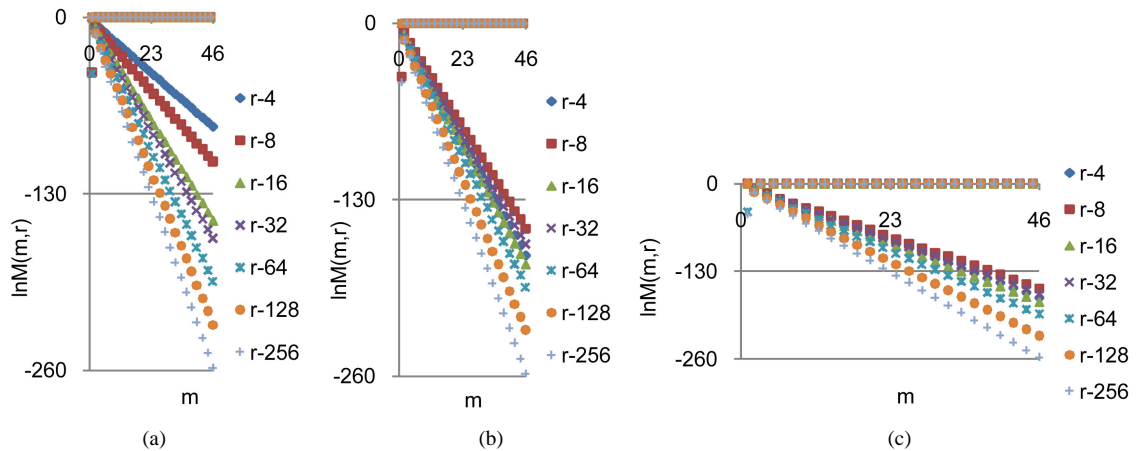 0
0 23 46
-130
-260
lnM(m,r)
m
r-4
r-8
r-16
r-32
r-64
r-128
r-256
(a)
0
0 23 46
-130
-260
lnM(m,r)
m
r-4
r-8
r-16
r-32
r-64
r-128
r-256
(b)
0
0 23 46
-130
-260
lnM(m,r)
m
r-4
r-8
r-16
r-32
r-64
r-128
r-256
(c)